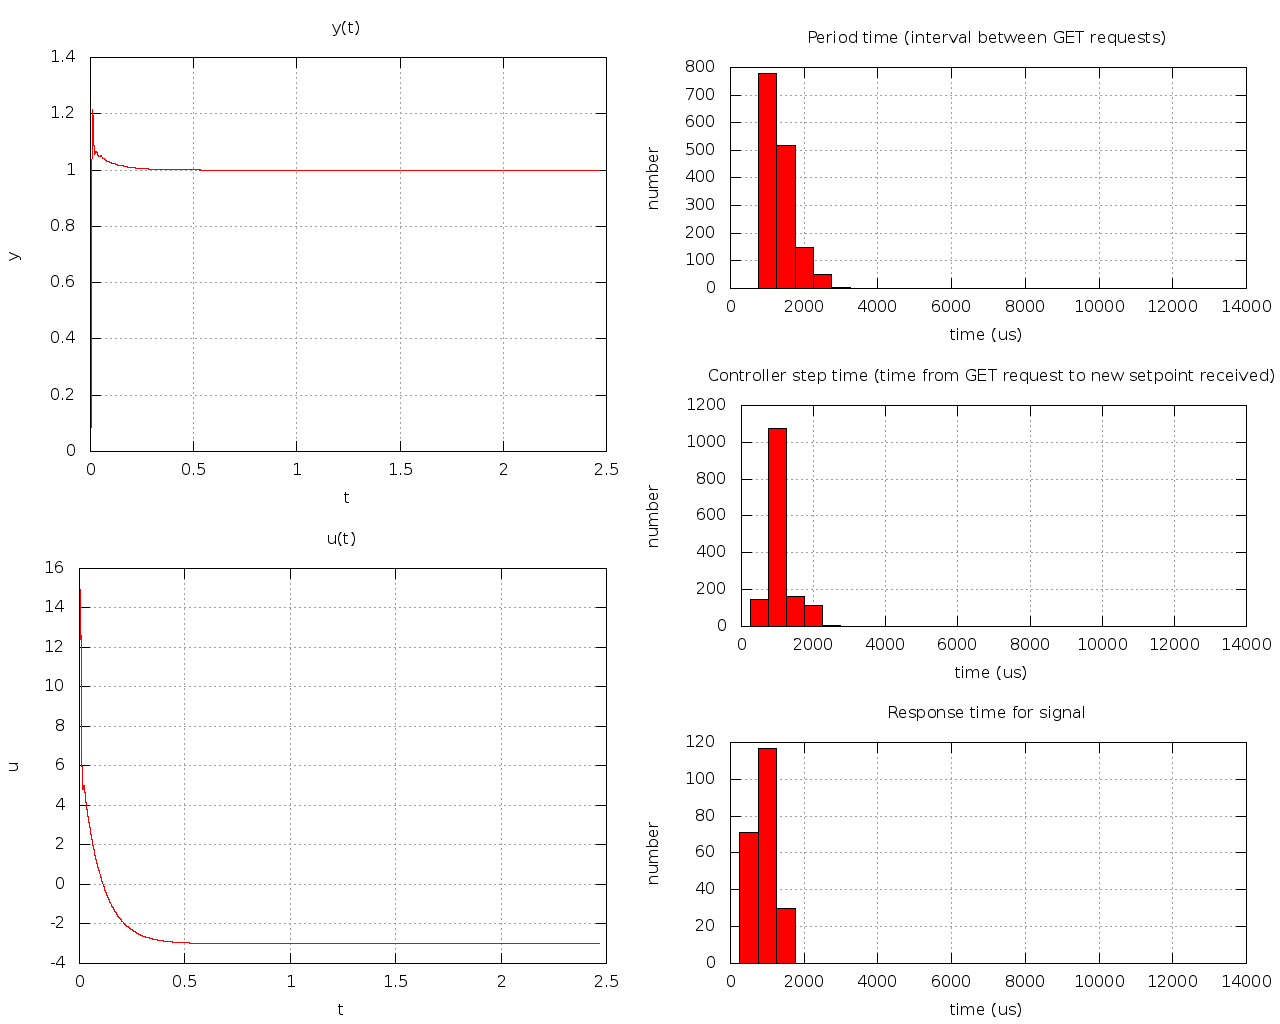 y(t)
1.4
1.2
1
0.8
0.6
0.4
0.2
0
y
0 0.5 1 1.5 2 2.5
t
u(t)
16
14
12
10
8
6
4
2
0
-2
-4
u
0 0.5 1 1.5 2 2.5
t
Period time (interval between GET requests)
800
700
600
500
400
300
200
100
0
number
0 2000 4000 6000 8000 10000 12000 14000
time (us)
Controller step time (time from GET request to new setpoint received)
1200
1000
800
600
400
200
0
number
0 2000 4000 6000 8000 10000 12000 14000
time (us)
Response time for signal
120
100
80
60
40
20
0
number
0 2000 4000 6000 8000 10000 12000 14000
time (us)